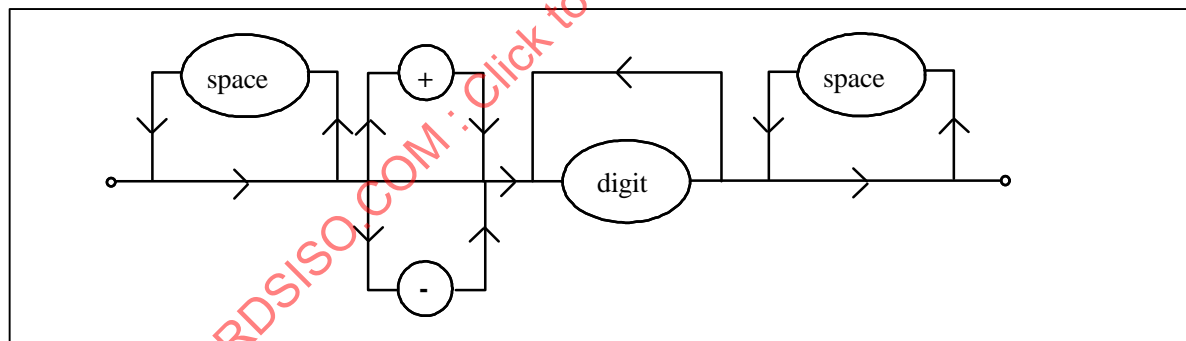 space
+
digit
space
-
RDSISO.COM : Click to